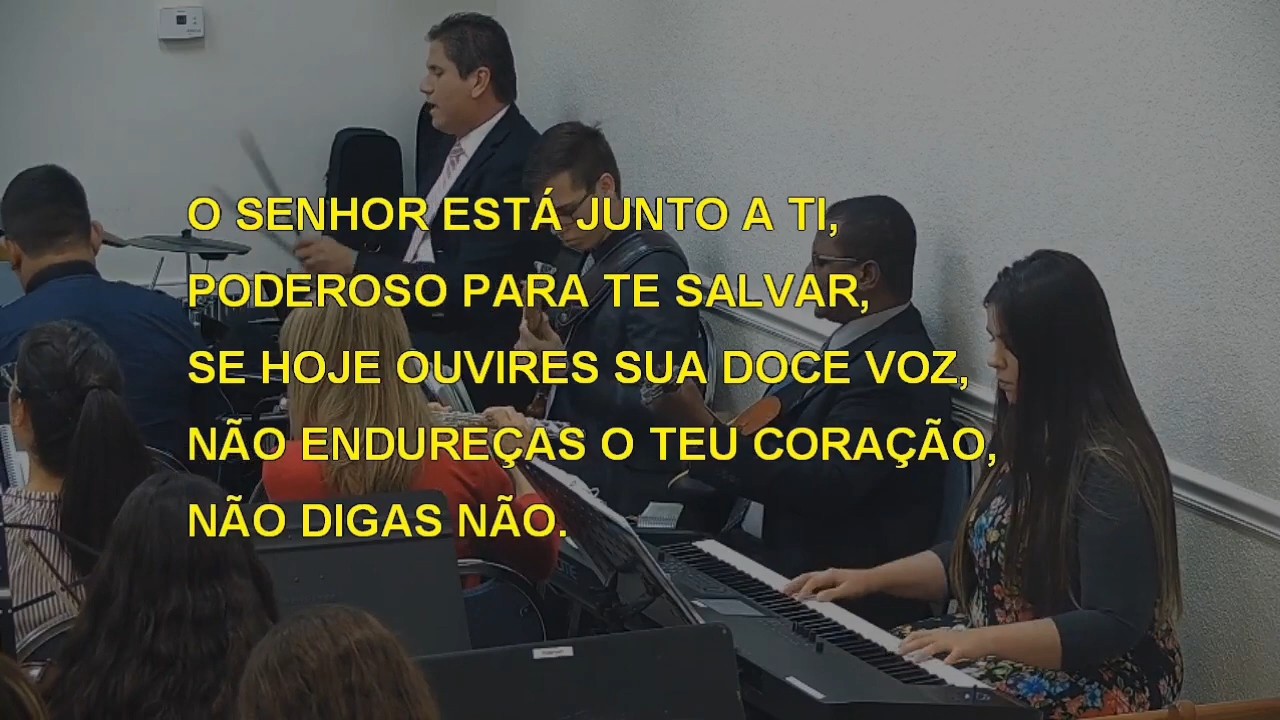 O SENHOR ESTÁ JUNTO A TI,
PODEROSO PARA TE SALVAR,
SE HOJE OUVIRES SUA DOCE VOZ,
NÃO ENDUREÇAS O TEU CORAÇÃO,
NÃO DIGAS NÃO.